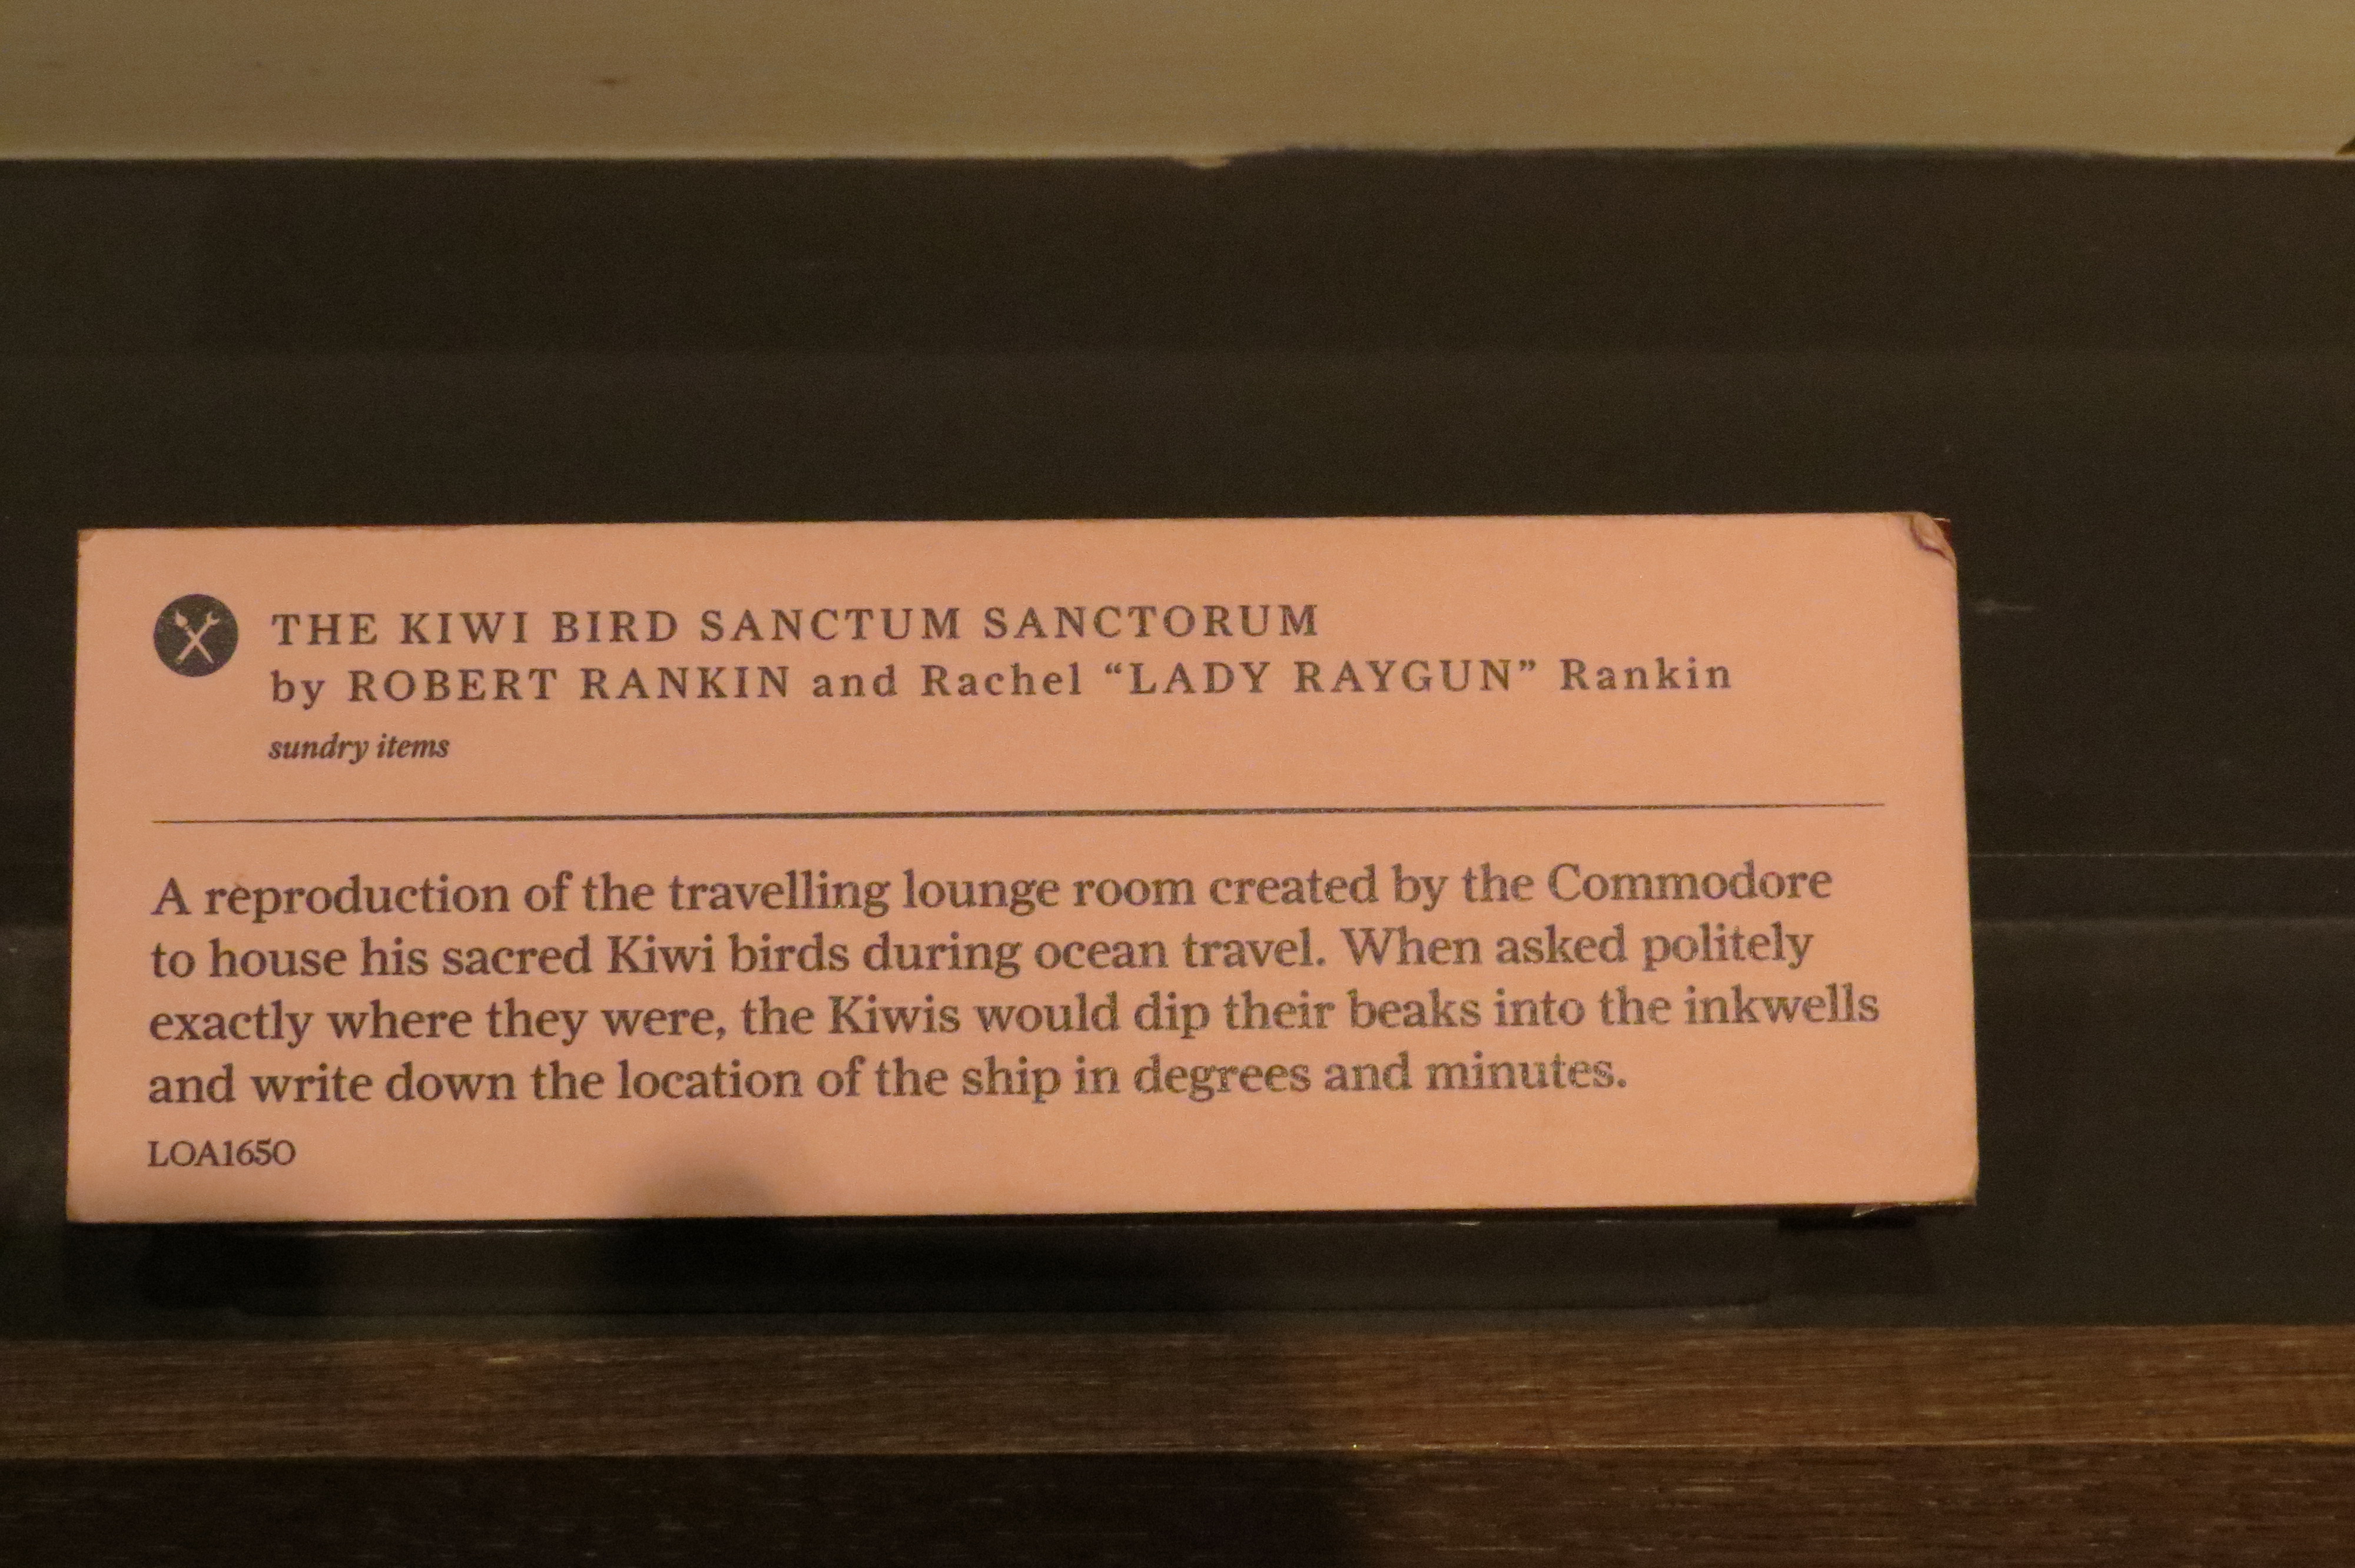 THE KIWI BIRD SANCTUM SANCTORUM
by ROBERT RANKIN and Rachel “LADY RAYGUN” Rankin
sundry items
A reproduction of the travelling lounge room created by the Commodore
to house his sacred Kiwi birds during ocean travel. When asked politely
exactly where they were, the Kiwis would dip their beaks into the inkwells
and write down the location of the ship in degrees and minutes.
LOA1650